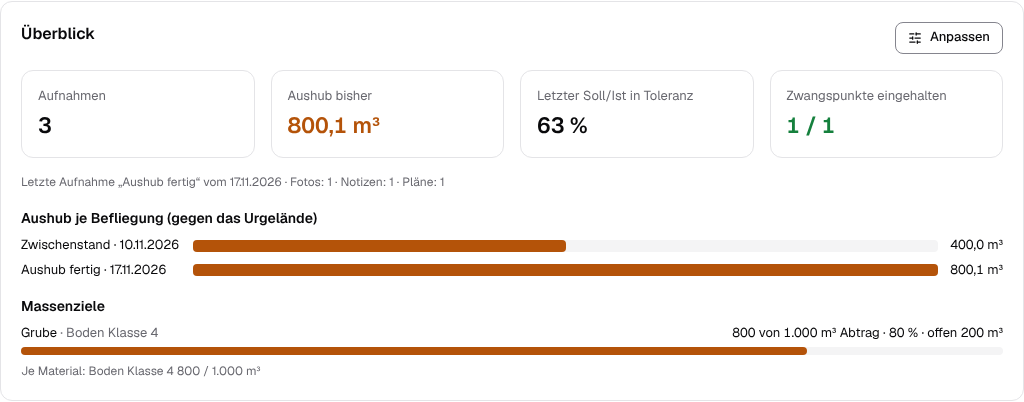 Überblick
Anpassen
Aufnahmen
3
Aushub bisher
800,1 m³
Letzter Soll/Ist in Toleranz
63 %
Zwangspunkte eingehalten
1 / 1
Letzte Aufnahme „Aushub fertig“ vom 17.11.2026 · Fotos: 1 · Notizen: 1 · Pläne: 1
Aushub je Befliegung (gegen das Urgelände)
Zwischenstand · 10.11.2026 400,0 m³
Aushub fertig · 17.11.2026 800,1 m³
Massenziele
Grube · Boden Klasse 4 800 von 1.000 m³ Abtrag · 80 % · offen 200 m³
Je Material: Boden Klasse 4 800 / 1.000 m³